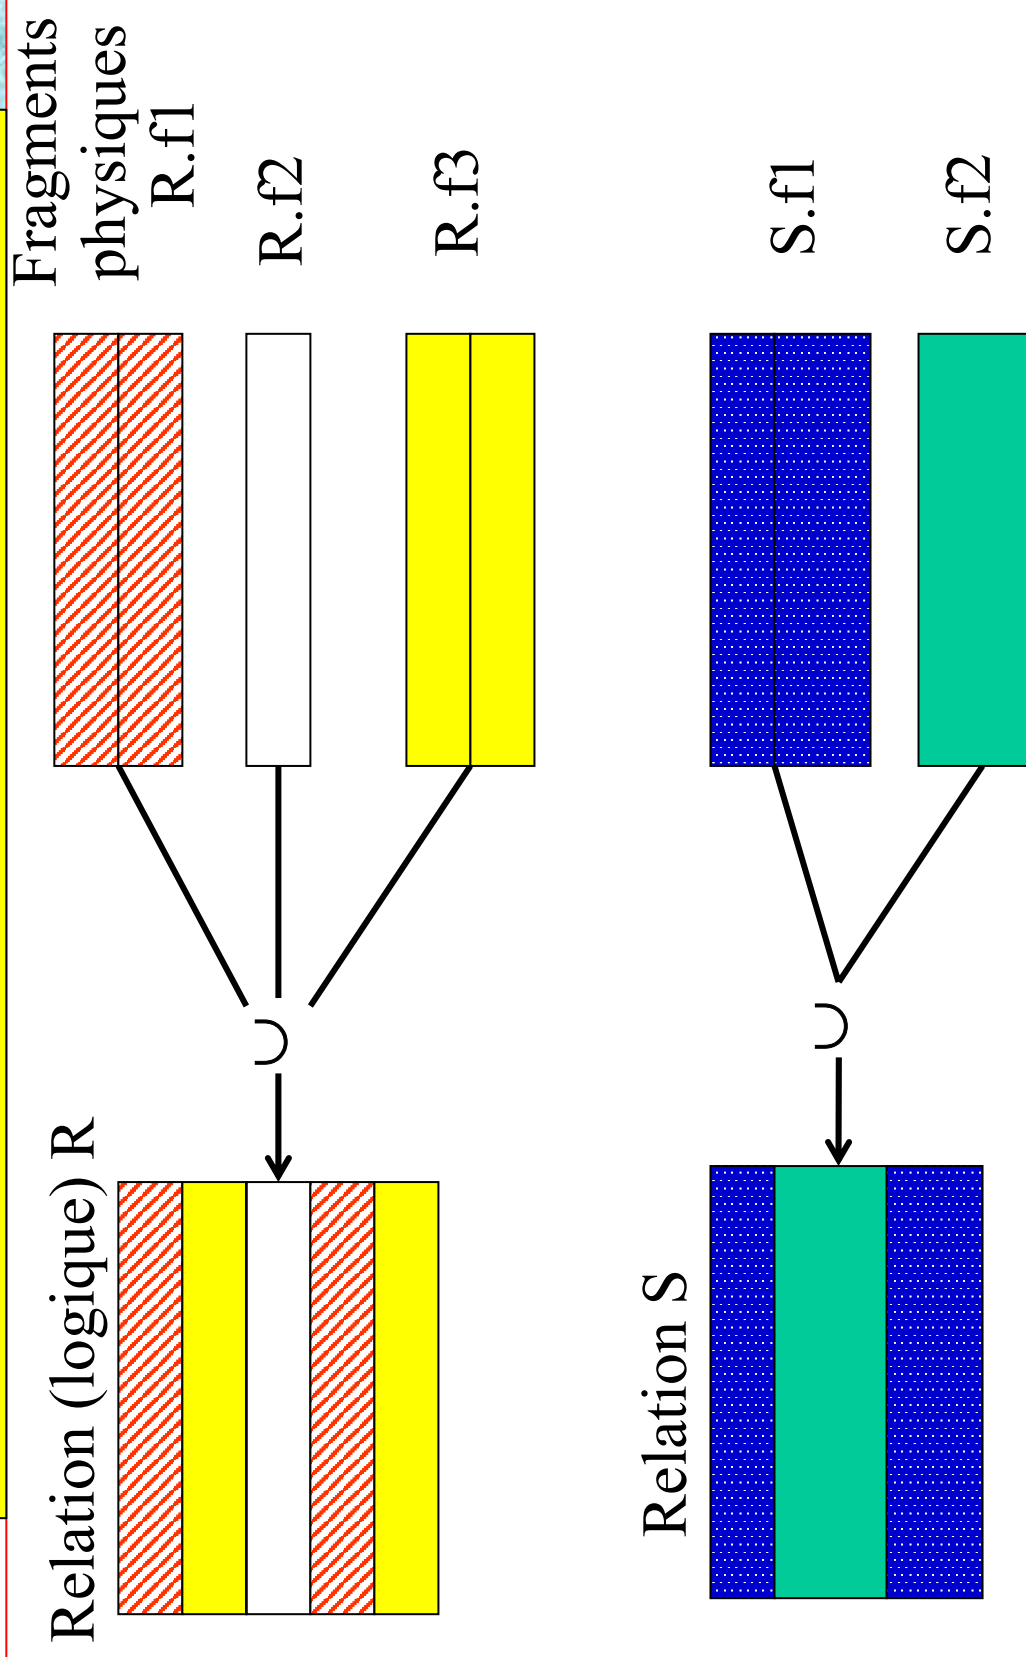 Relation (logique) R
Fragments
physiques
R.f1
∪
R.f2
R.f3
Relation S
∪
S.f1
S.f2